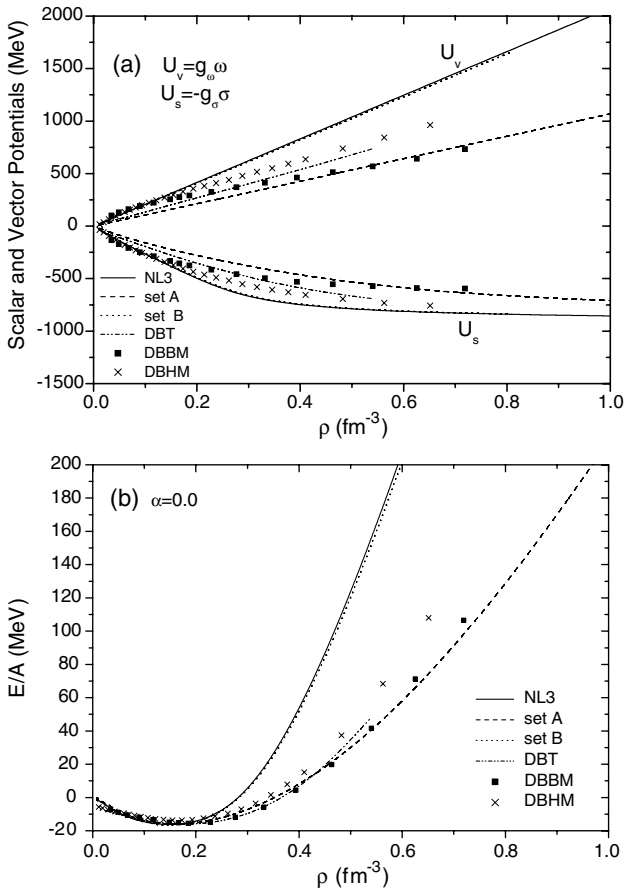 2000
1500
1000
500
0
-500
-1000
-1500
Scalar and Vector Potentials (MeV)
(a)
U_v=g_ωω
U_s=-g_σσ
U_v
U_s
NL3
set A
set B
DBT
DBBM
DBHM
0.0 0.2 0.4 0.6 0.8 1.0
ρ (fm^-3)
200
180
160
140
120
100
80
60
40
20
0
-20
E/A (MeV)
(b) α=0.0
NL3
set A
set B
DBT
DBBM
DBHM
0.0 0.2 0.4 0.6 0.8 1.0
ρ (fm^-3)